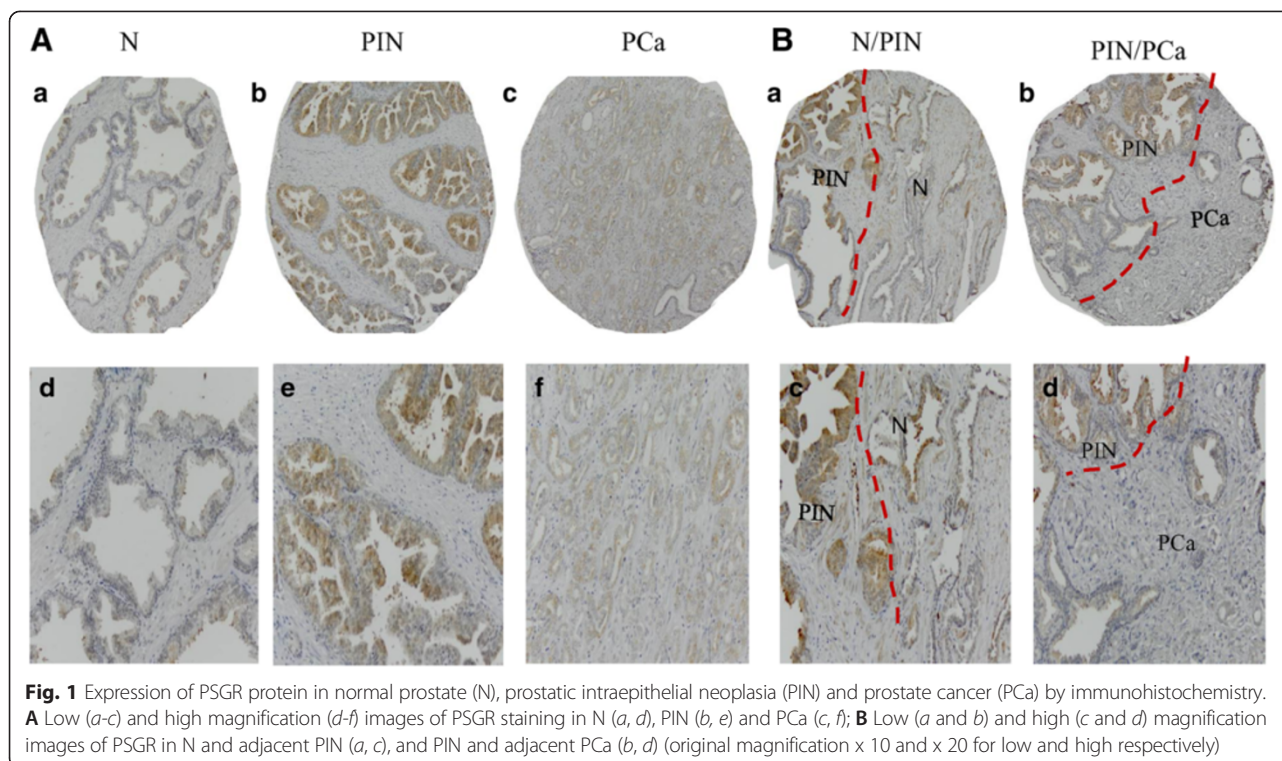 A
N
PIN
PCa
B
N/PIN
PIN/PCa
a
b
c
a
b
PIN
N
PIN
PCa
d
e
f
c
d
N
PIN
PIN
PCa
Fig. 1 Expression of PSGR protein in normal prostate (N), prostatic intraepithelial neoplasia (PIN) and prostate cancer (PCa) by immunohistochemistry.
A Low (a-c) and high magnification (d-f) images of PSGR staining in N (a, d), PIN (b, e) and PCa (c, f); B Low (a and b) and high (c and d) magnification
images of PSGR in N and adjacent PIN (a, c), and PIN and adjacent PCa (b, d) (original magnification x 10 and x 20 for low and high respectively)